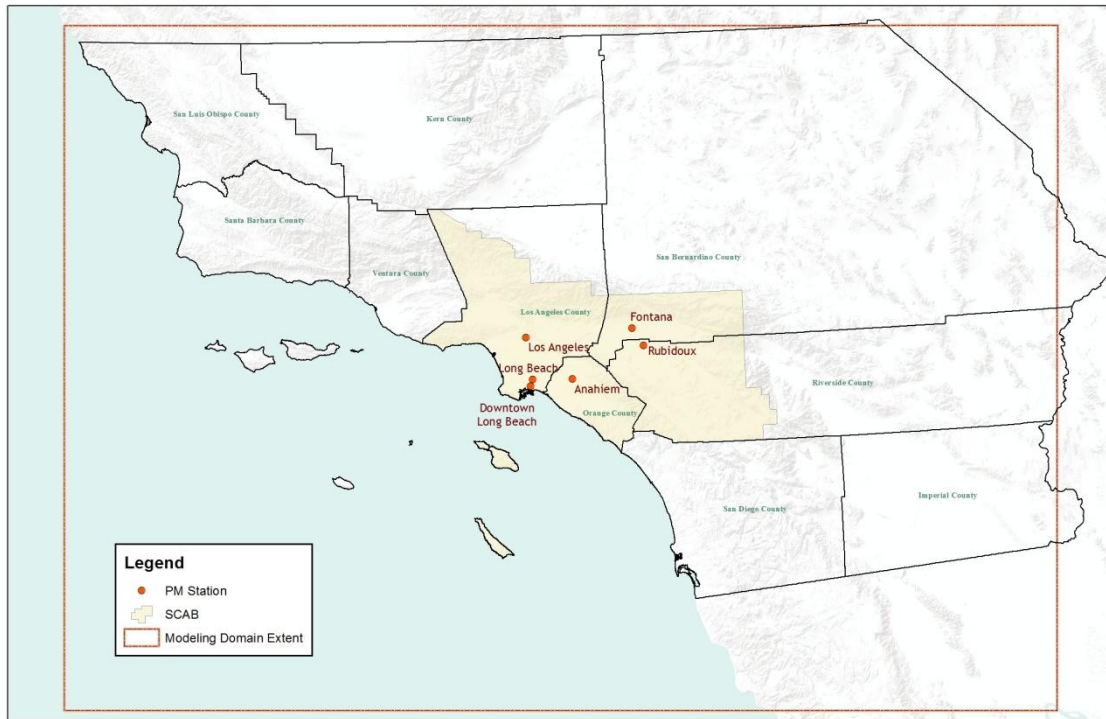 San Luis Obispo County
Kern County
Santa Barbara County
Ventura County
San Bernardino County
Los Angeles County
Fontana
Los Angeles
Rubidoux
Long Beach
Anahiem
Riverside County
Downtown
Long Beach
Orange County
San Diego County
Imperial County
Legend
PM Station
SCAB
Modeling Domain Extent